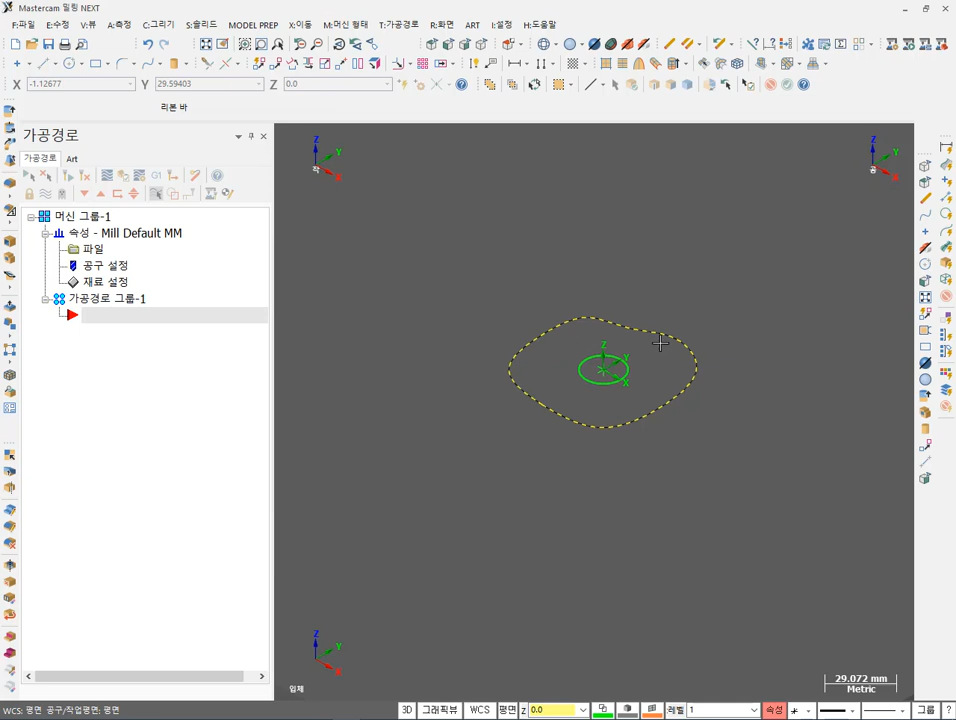 Mastercam 밀링 NEXT
F:파일 E:수정 V:뷰 A:측정 C:그리기 S:솔리드 MODEL PREP X:이동 M:머신 형태 T:가공경로 R:화면 ART I:설정 H:도움말
X -1.12677 Y 29.59403 Z 0.0
리본 바
가공경로
가공경로 Art
G1
머신 그룹-1
속성 - Mill Default MM
파일
공구 설정
재료 설정
가공경로 그룹-1
Z Y X
작
Z Y X
공
Z Y X
Z Y X
입체
29.072 mm
Metric
WCS: 평면 공구/작업평면: 평면
3D 그래픽뷰 WCS 평면 Z 0.0 레벨 1 속성 그룹 ?